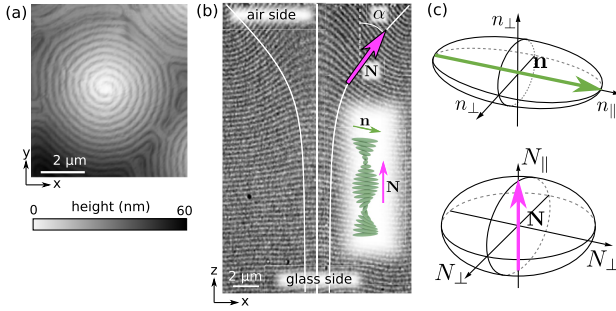 (a)
y
x
2 μm
height (nm)
0
60
(b)
air side
α
N
n
N
z
x
2 μm
glass side
(c)
n⊥
n
n⊥
n∥
N∥
N
N⊥
N⊥